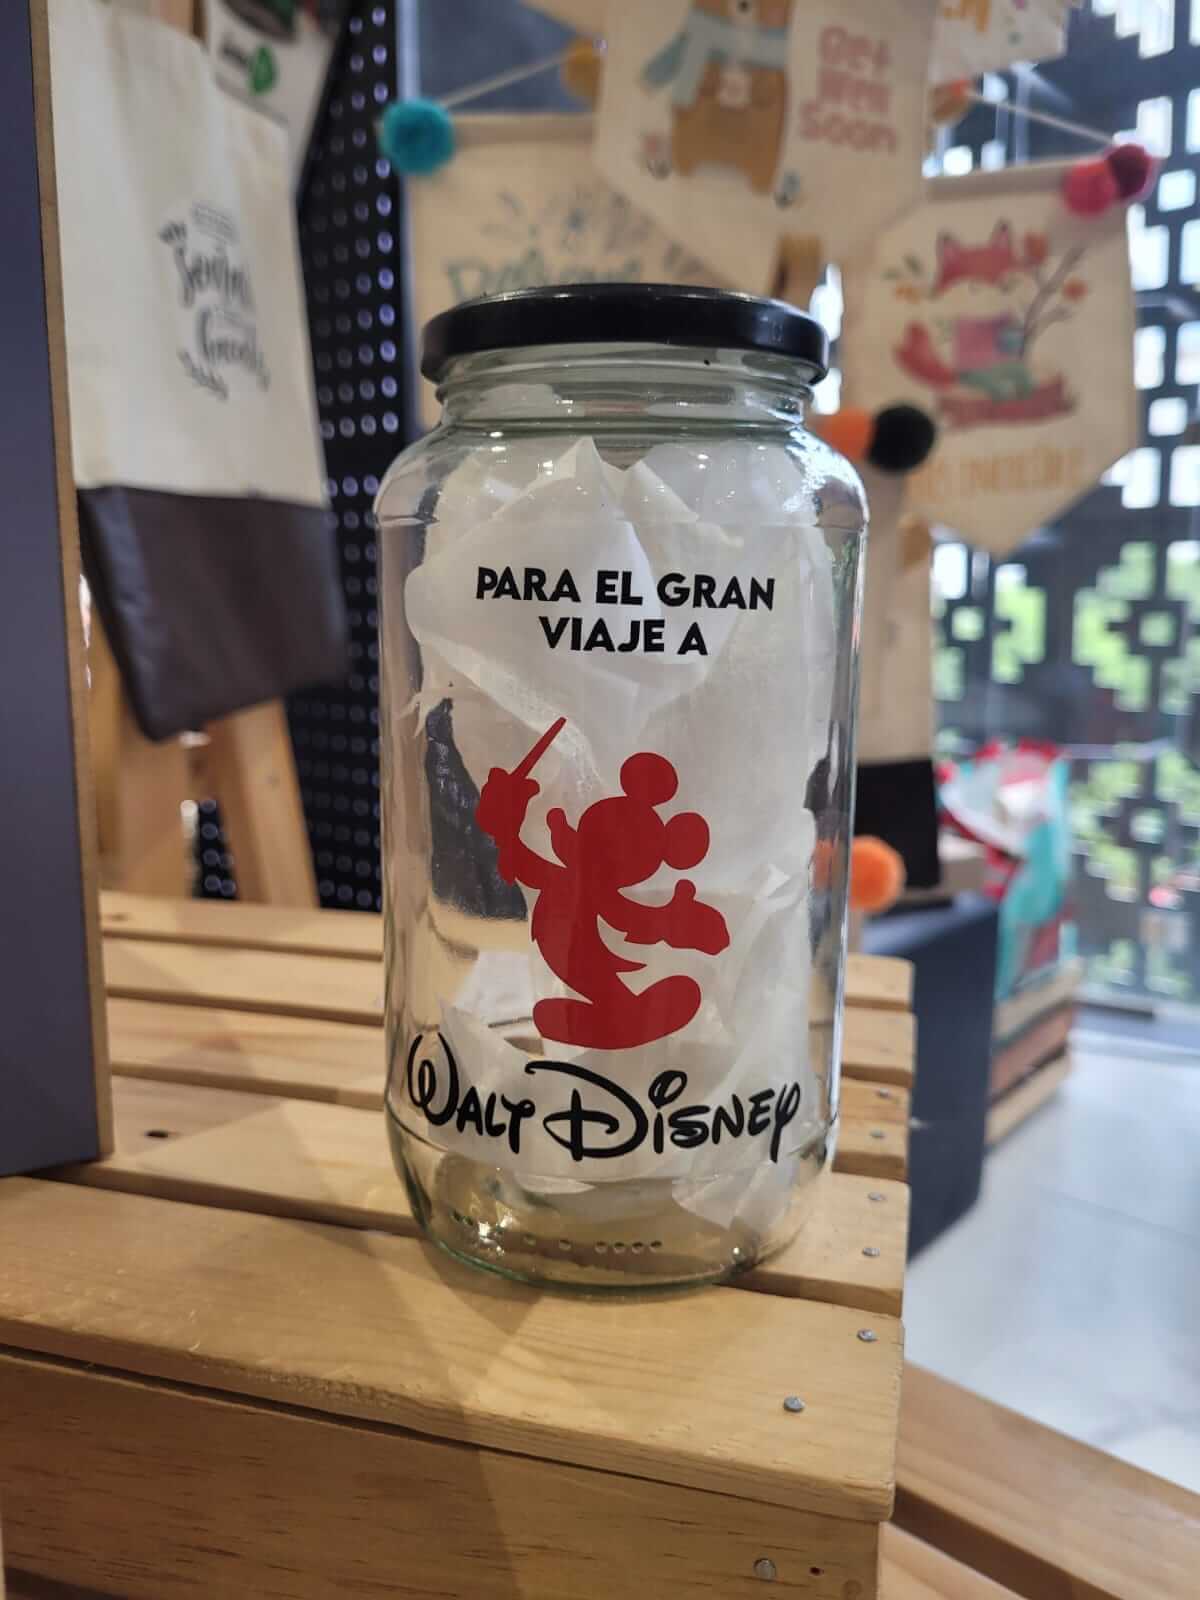 Get
Well
Soon
PARA EL GRAN
VIAJE A
WALT DISNEY